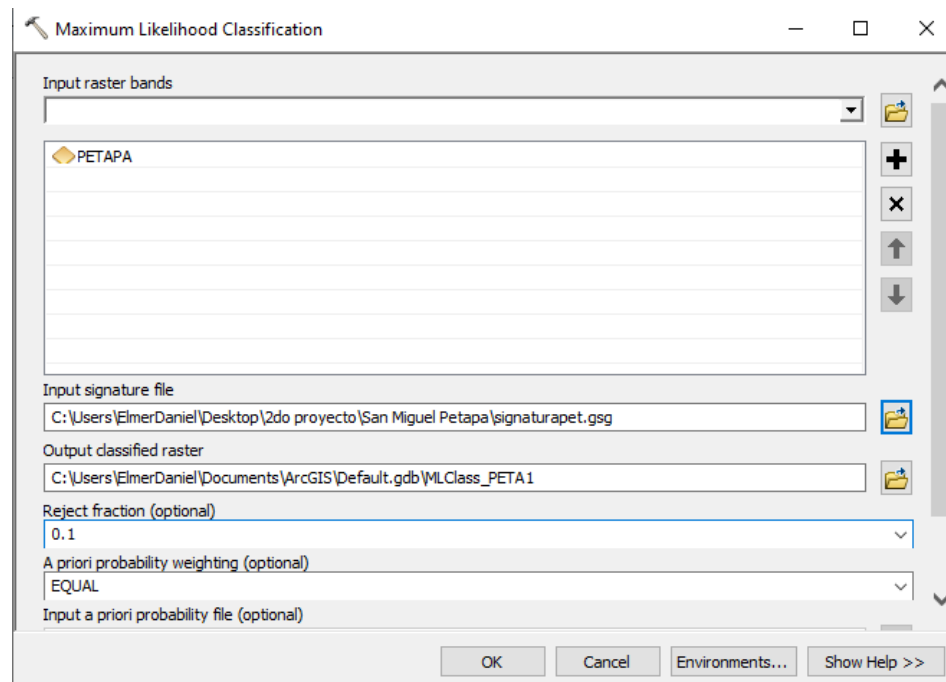 Maximum Likelihood Classification
Input raster bands
PETAPA
Input signature file
C:\Users\ElmerDaniel\Desktop\2do proyecto\San Miguel Petapa\signaturapet.gsg
Output classified raster
C:\Users\ElmerDaniel\Documents\ArcGIS\Default.gdb\MLClass_PETA1
Reject fraction (optional)
0.1
A priori probability weighting (optional)
EQUAL
Input a priori probability file (optional)
OK Cancel Environments... Show Help >>